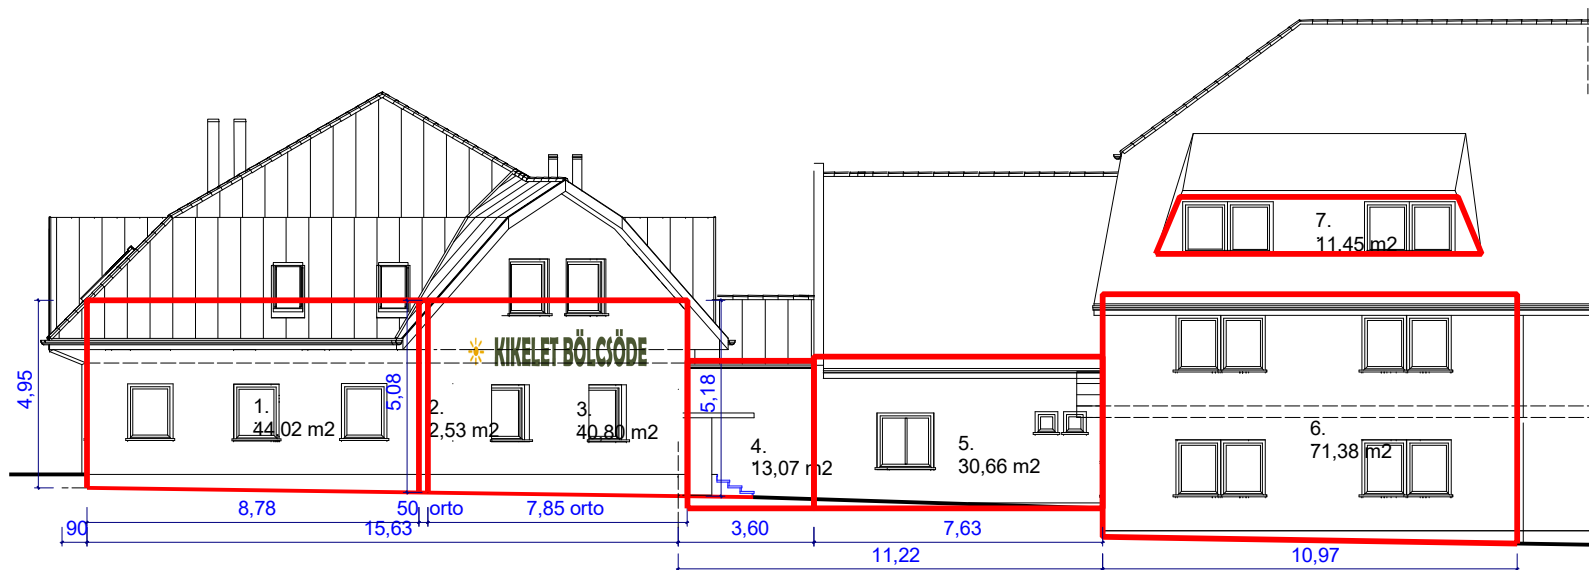 7.
11.45 m2
KIKELET BÖLCSÖDE
4,95
5,08
5,18
1.
44,02 m2
2.
2,53 m2
3.
40,80 m2
4.
13,07 m2
5.
30,66 m2
6.
71,38 m2
8,78
50 orto
7,85 orto
90
15,63
3,60
7,63
11,22
10,97